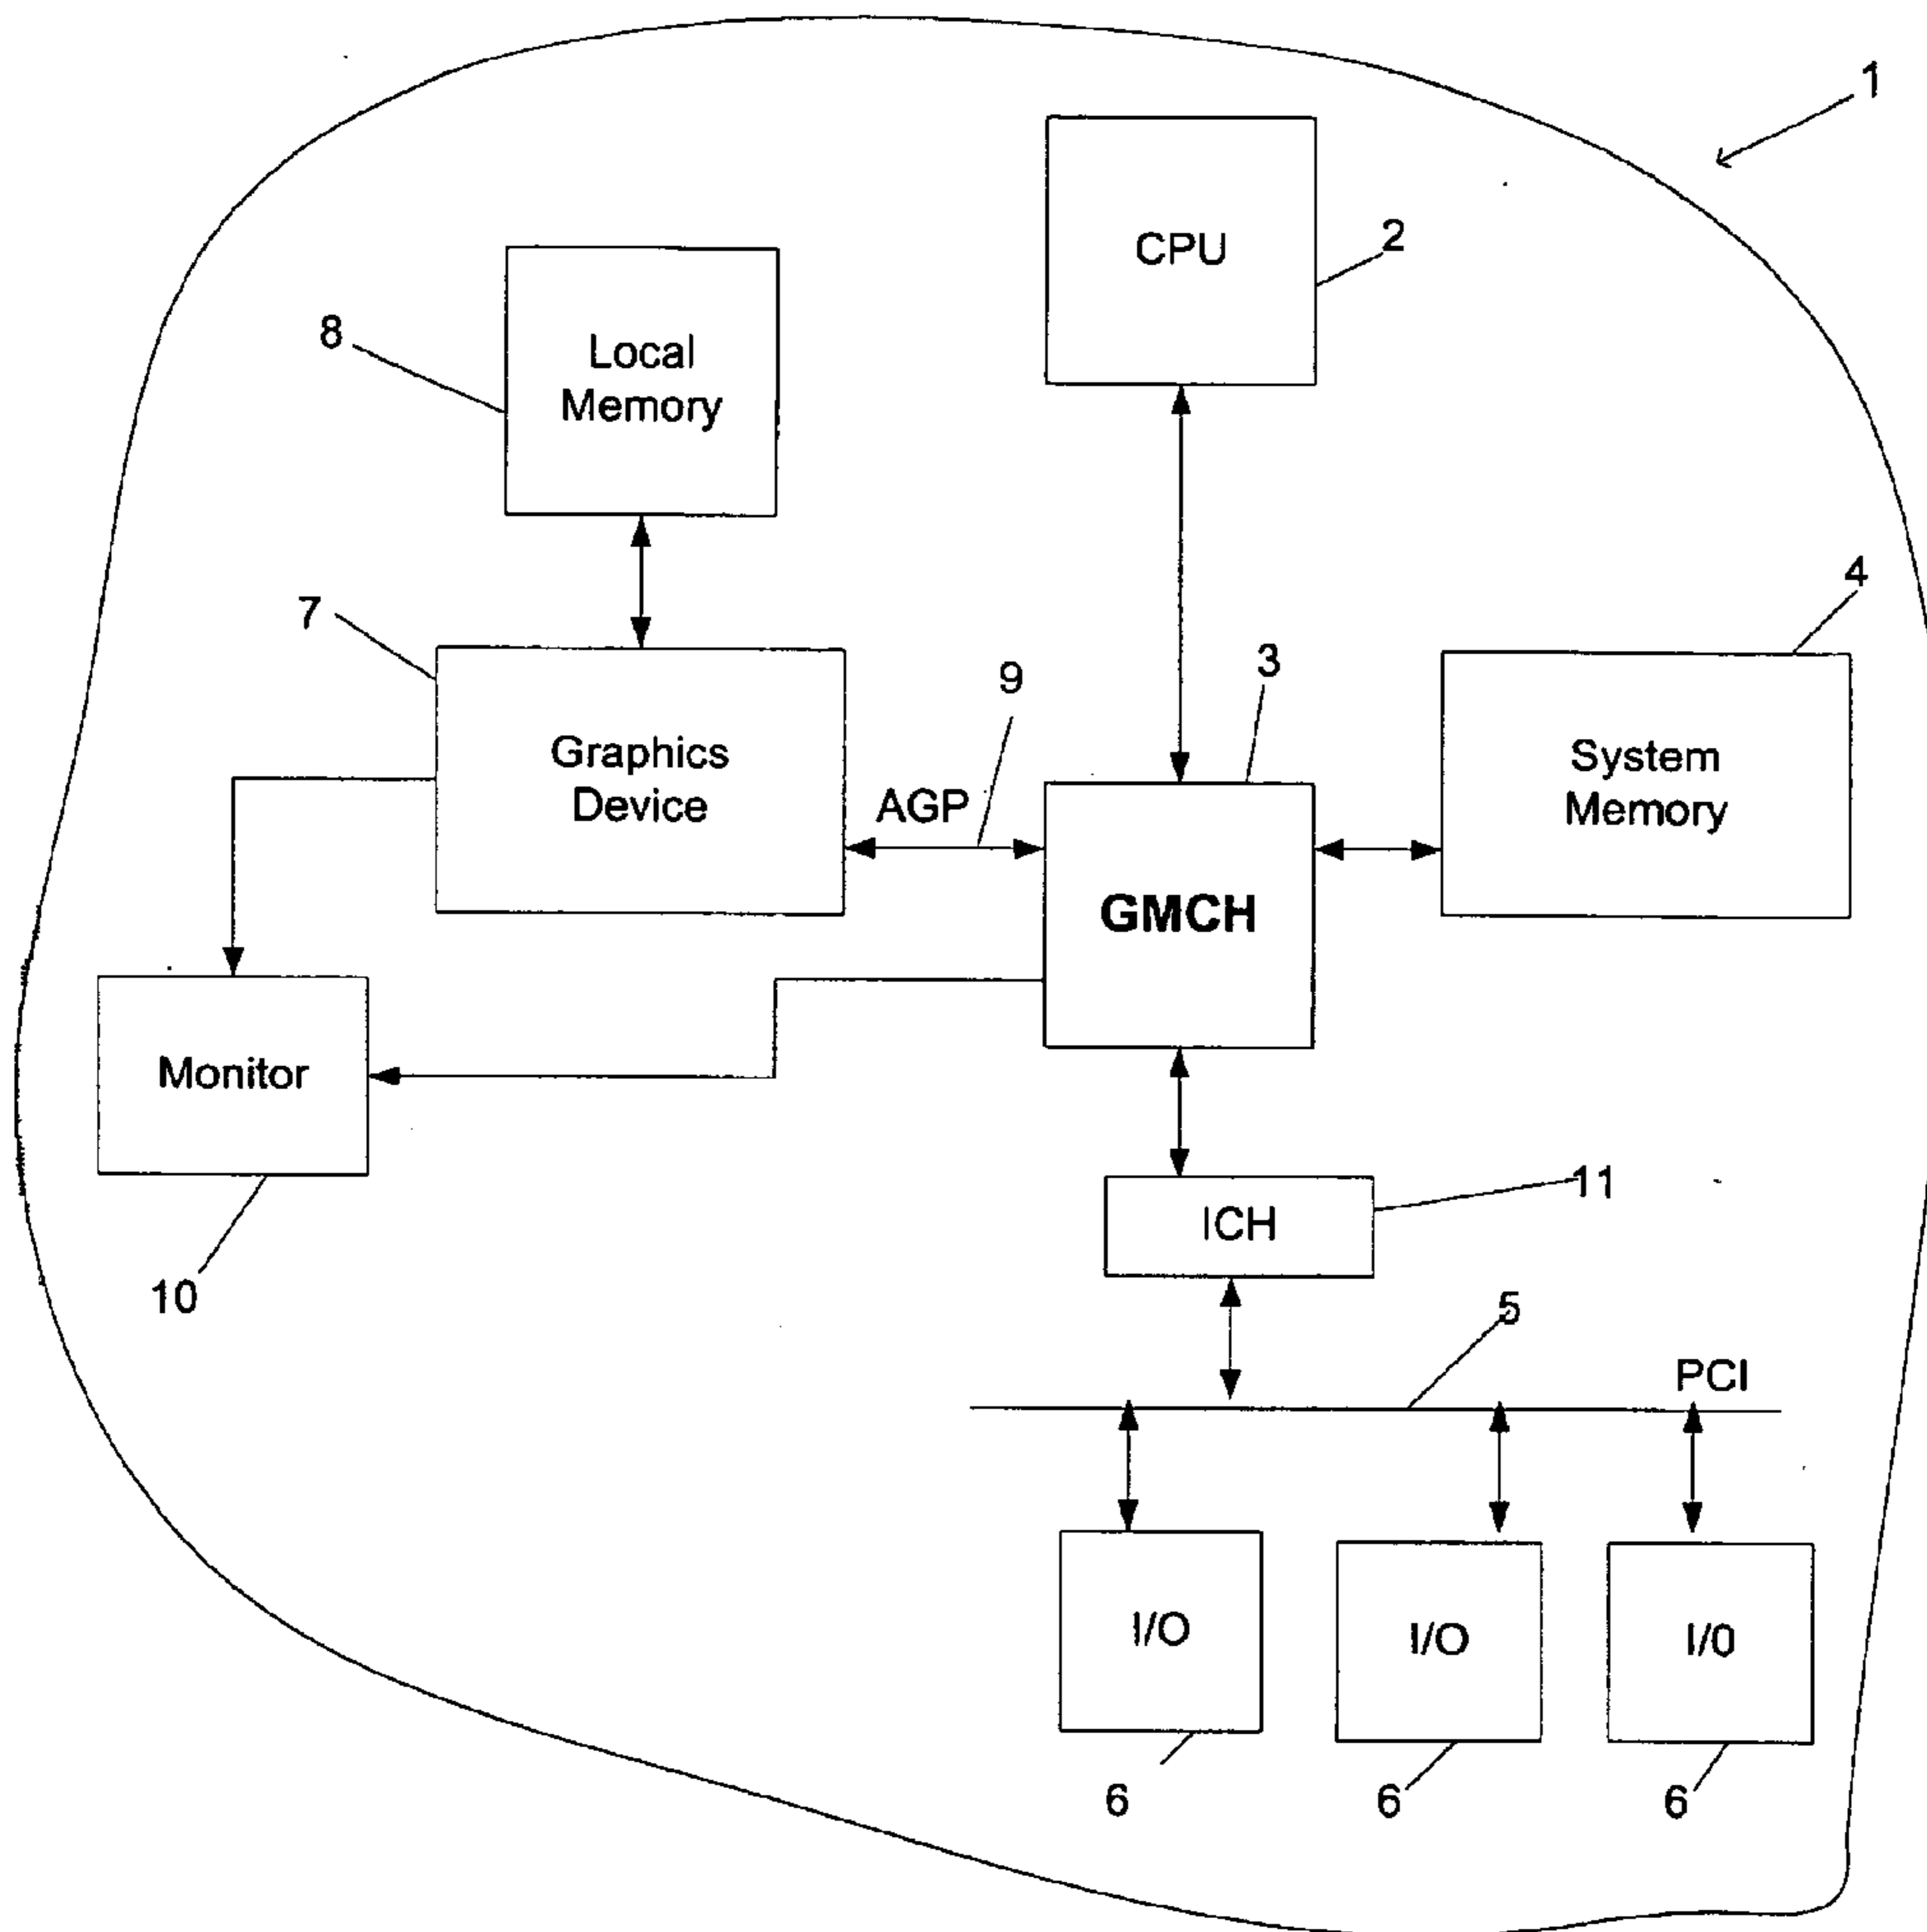 1
CPU
2
8
Local
Memory
4
7
3
9
Graphics
Device
System
Memory
AGP
GMCH
Monitor
11
ICH
10
5
PCI
I/O
I/O
I/0
6
6
6